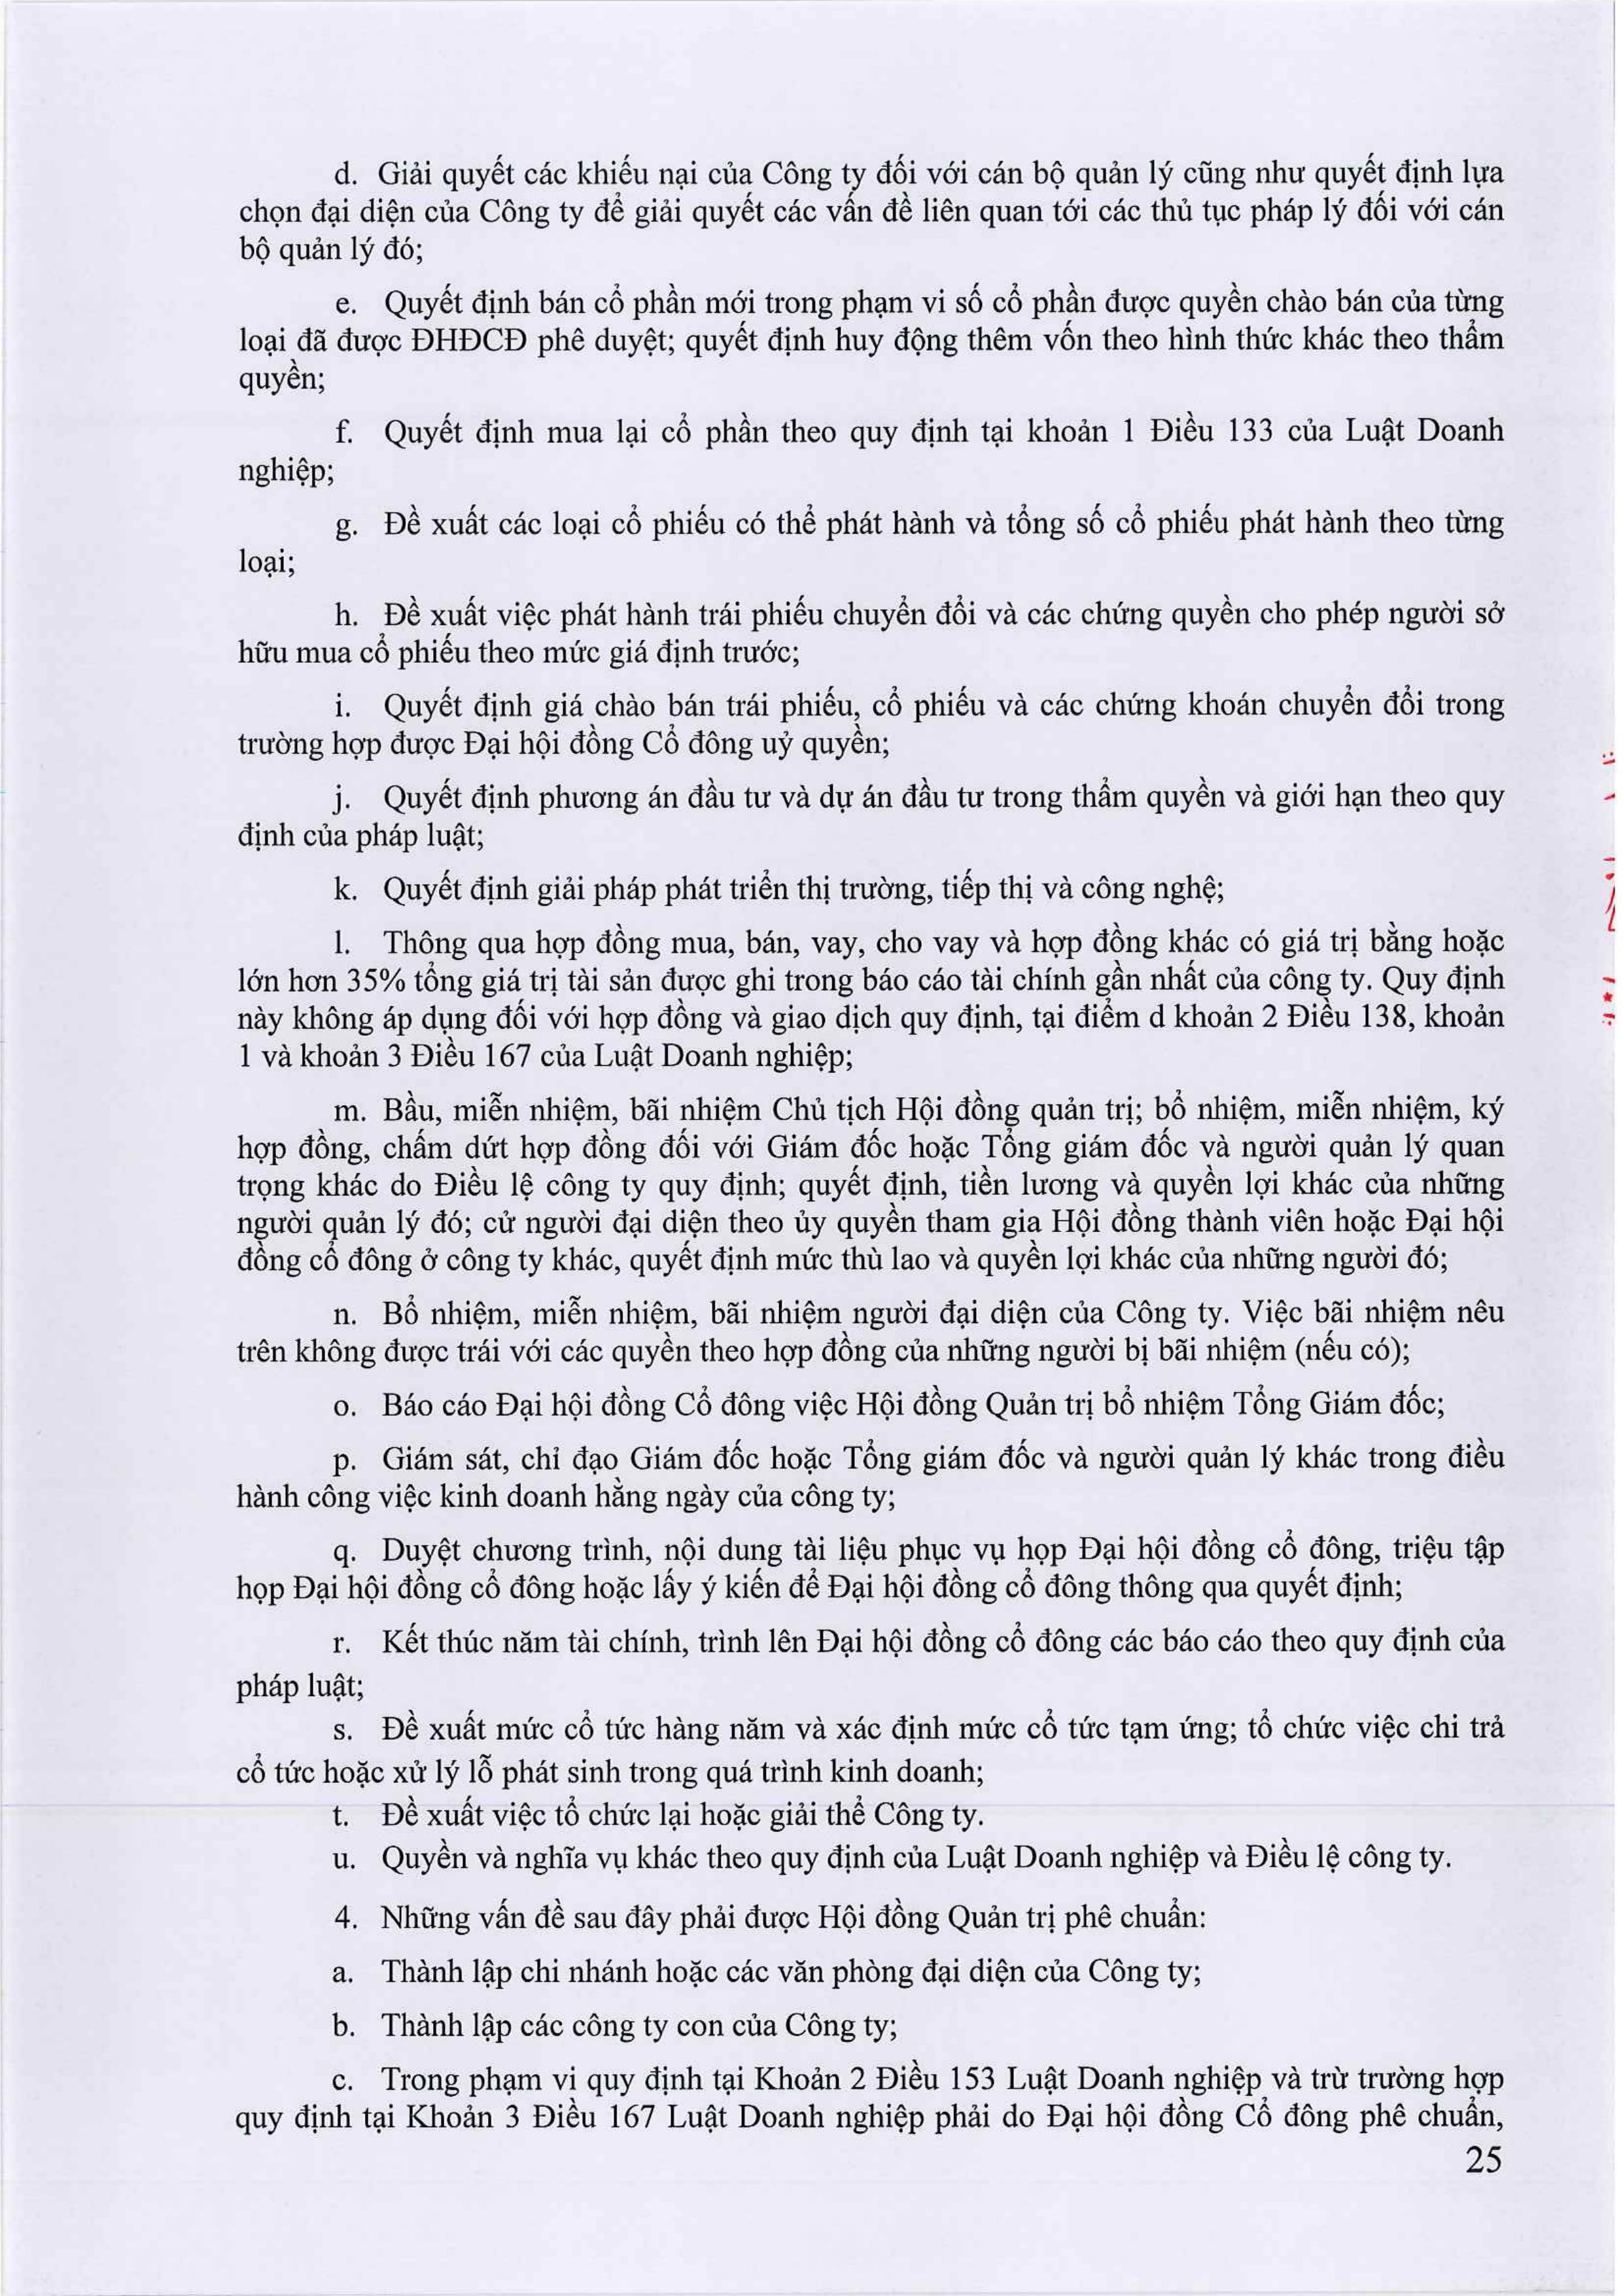 d. Giải quyết các khiếu nại của Công ty đối với cán bộ quản lý cũng như quyết định lựa
chọn đại diện của Công ty để giải quyết các vấn đề liên quan tới các thủ tục pháp lý đối với cán
bộ quản lý đó;
e. Quyết định bán cổ phần mới trong phạm vi số cổ phần được quyền chào bán của từng
loại đã được ĐHĐCĐ phê duyệt; quyết định huy động thêm vốn theo hình thức khác theo thẩm
quyền;
f. Quyết định mua lại cổ phần theo quy định tại khoản 1 Điều 133 của Luật Doanh
nghiệp;
g. Đề xuất các loại cổ phiếu có thể phát hành và tổng số cổ phiếu phát hành theo từng
loại;
h. Đề xuất việc phát hành trái phiếu chuyển đổi và các chứng quyền cho phép người sở
hữu mua cổ phiếu theo mức giá định trước;
i. Quyết định giá chào bán trái phiếu, cổ phiếu và các chứng khoán chuyển đổi trong
trường hợp được Đại hội đồng Cổ đông uỷ quyền;
j. Quyết định phương án đầu tư và dự án đầu tư trong thẩm quyền và giới hạn theo quy
định của pháp luật;
k. Quyết định giải pháp phát triển thị trường, tiếp thị và công nghệ;
l. Thông qua hợp đồng mua, bán, vay, cho vay và hợp đồng khác có giá trị bằng hoặc
lớn hơn 35% tổng giá trị tài sản được ghi trong báo cáo tài chính gần nhất của công ty. Quy định
này không áp dụng đối với hợp đồng và giao dịch quy định, tại điểm d khoản 2 Điều 138, khoản
1 và khoản 3 Điều 167 của Luật Doanh nghiệp;
m. Bầu, miễn nhiệm, bãi nhiệm Chủ tịch Hội đồng quản trị; bổ nhiệm, miễn nhiệm, ký
hợp đồng, chấm dứt hợp đồng đối với Giám đốc hoặc Tổng giám đốc và người quản lý quan
trọng khác do Điều lệ công ty quy định; quyết định, tiền lương và quyền lợi khác của những
người quản lý đó; cử người đại diện theo ủy quyền tham gia Hội đồng thành viên hoặc Đại hội
đồng cổ đông ở công ty khác, quyết định mức thù lao và quyền lợi khác của những người đó;
n. Bổ nhiệm, miễn nhiệm, bãi nhiệm người đại diện của Công ty. Việc bãi nhiệm nêu
trên không được trái với các quyền theo hợp đồng của những người bị bãi nhiệm (nếu có);
o. Báo cáo Đại hội đồng Cổ đông việc Hội đồng Quản trị bổ nhiệm Tổng Giám đốc;
p. Giám sát, chỉ đạo Giám đốc hoặc Tổng giám đốc và người quản lý khác trong điều
hành công việc kinh doanh hằng ngày của công ty;
q. Duyệt chương trình, nội dung tài liệu phục vụ họp Đại hội đồng cổ đông, triệu tập
họp Đại hội đồng cổ đông hoặc lấy ý kiến để Đại hội đồng cổ đông thông qua quyết định;
r. Kết thúc năm tài chính, trình lên Đại hội đồng cổ đông các báo cáo theo quy định của
pháp luật;
s. Đề xuất mức cổ tức hàng năm và xác định mức cổ tức tạm ứng; tổ chức việc chi trả
cổ tức hoặc xử lý lỗ phát sinh trong quá trình kinh doanh;
t. Đề xuất việc tổ chức lại hoặc giải thể Công ty.
u. Quyền và nghĩa vụ khác theo quy định của Luật Doanh nghiệp và Điều lệ công ty.
4. Những vấn đề sau đây phải được Hội đồng Quản trị phê chuẩn:
a. Thành lập chi nhánh hoặc các văn phòng đại diện của Công ty;
b. Thành lập các công ty con của Công ty;
c. Trong phạm vi quy định tại Khoản 2 Điều 153 Luật Doanh nghiệp và trừ trường hợp
quy định tại Khoản 3 Điều 167 Luật Doanh nghiệp phải do Đại hội đồng Cổ đông phê chuẩn,
25